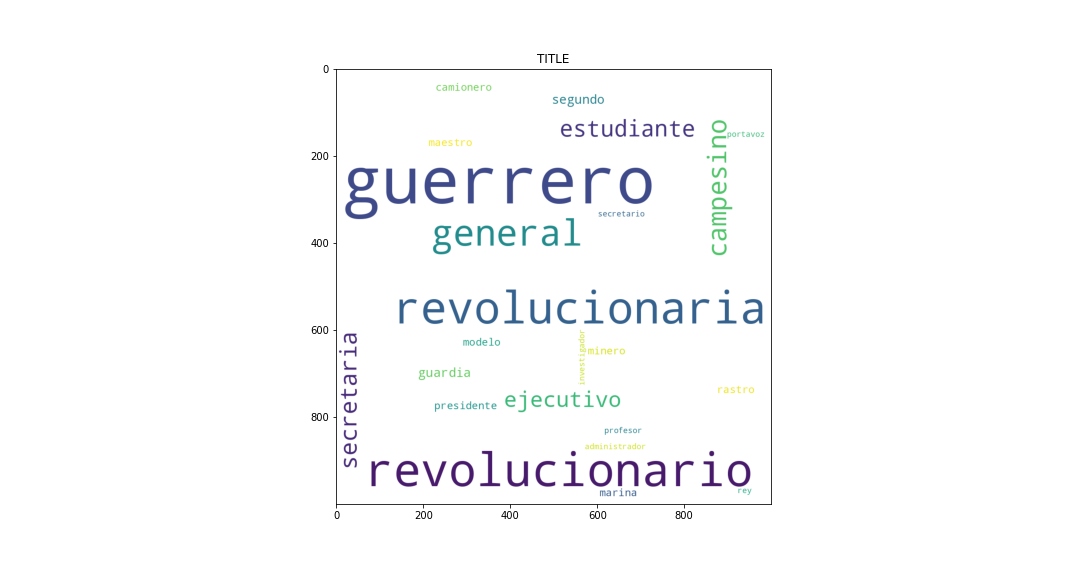 TITLE
0
camionero
segundo
estudiante
campesino
portavoz
maestro
200
guerrero
secretario
general
400
revolucionaria
600
secretaria
modelo
investigador
minero
guardia
rastro
ejecutivo
presidente
800
profesor
administrador
revolucionario
marina
rey
0 200 400 600 800